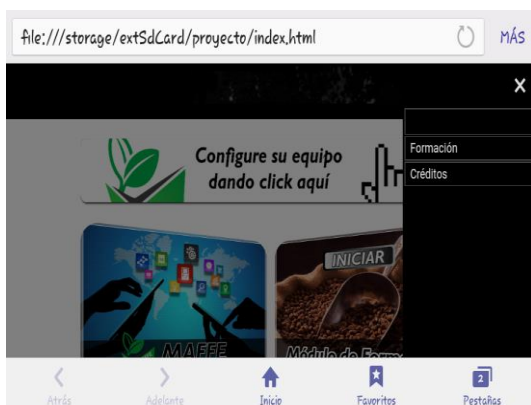 file:///storage/extSdCard/proyecto/index.html
MÁS
×
Formación
Créditos
Configure su equipo
dando click aquí
INICIAR
MAFFE
Módulo de Form
Atrás
Adelante
Inicio
Favoritos
2
Pestañas